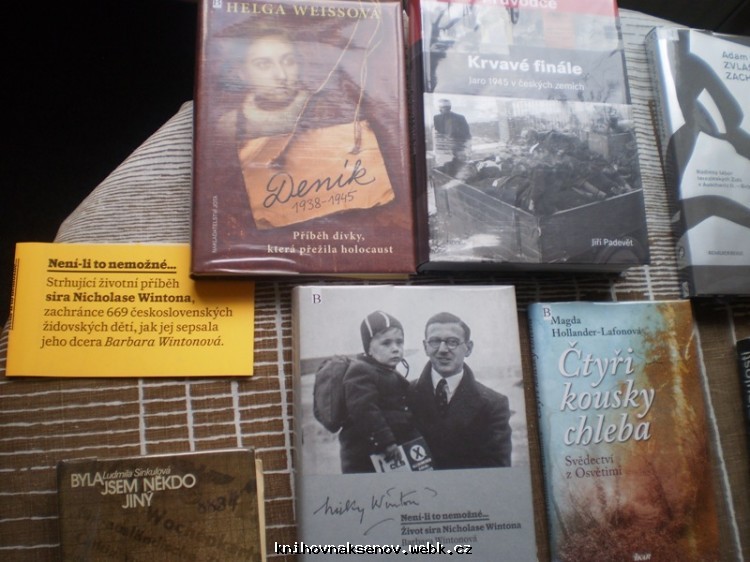 B
HELGA WEISSOVÁ
Deník
1938-1945
Příběh dívky,
která přežila holocaust
Krvavé finále
jaro 1945 v českých zemích
Jiří Padevět
Adam
Není-li to nemožné...
Strhující životní příběh
sira Nicholase Wintona,
zachránce 669 československých
židovských dětí, jak jej sepsala
jeho dcera Barbara Wintonová.
B
Není-li to nemožné...
Život sira Nicholase Wintona
Barbara Wintonová
B
Magda
Hollander-Lafonová
Čtyři
kousky
chleba
Svědectví
z Osvětimi
Ludmila Sinkulová
BYLA
JSEM NĚKDO
JINÝ
knihovnaksenov.webk.cz